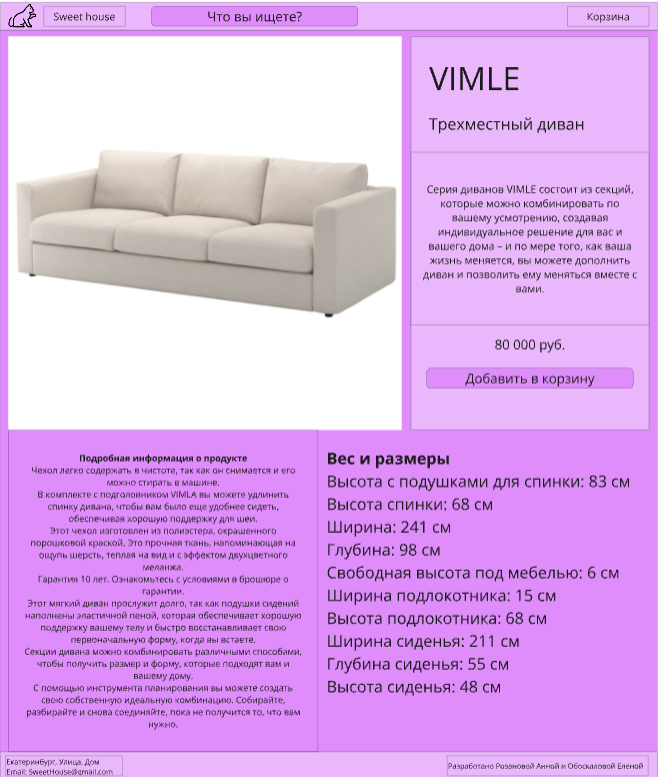 Sweet house
Что вы ищете?
Корзина
VIMLE
Трехместный диван
Серия диванов VIMLE состоит из секций,
которые можно комбинировать по
вашему усмотрению, создавая
индивидуальное решение для вас и
вашего дома – и по мере того, как ваша
жизнь меняется, вы можете дополнить
диван и позволить ему меняться вместе с
вами.
80 000 руб.
Добавить в корзину
Подробная информация о продукте
Чехол легко содержать в чистоте, так как он снимается и его
можно стирать в машине.
В комплекте с подголовником VIMLA вы можете удлинить
спинку дивана, чтобы вам было еще удобнее сидеть,
обеспечивая хорошую поддержку для шеи.
Этот чехол изготовлен из полиэстера, окрашенного
порошковой краской. Это прочная ткань, напоминающая на
ощупь шерсть, теплая на вид и с эффектом двухцветного
меланжа.
Гарантия 10 лет. Ознакомьтесь с условиями в брошюре о
гарантии.
Этот мягкий диван прослужит долго, так как подушки сидений
наполнены эластичной пеной, которая обеспечивает хорошую
поддержку вашему телу и быстро восстанавливает свою
первоначальную форму, когда вы встаете.
Секции дивана можно комбинировать различными способами,
чтобы получить размер и форму, которые подходят вам и
вашему дому.
С помощью инструмента планирования вы можете создать
свою собственную идеальную комбинацию. Собирайте,
разбирайте и снова соединяйте, пока не получится то, что вам
нужно.
Вес и размеры
Высота с подушками для спинки: 83 см
Высота спинки: 68 см
Ширина: 241 см
Глубина: 98 см
Свободная высота под мебелью: 6 см
Ширина подлокотника: 15 см
Высота подлокотника: 68 см
Ширина сиденья: 211 см
Глубина сиденья: 55 см
Высота сиденья: 48 см
Екатеринбург, Улица, Дом
Email: SweetHouse@gmail.com
Разработано Розановой Анной и Обоскаловой Еленой